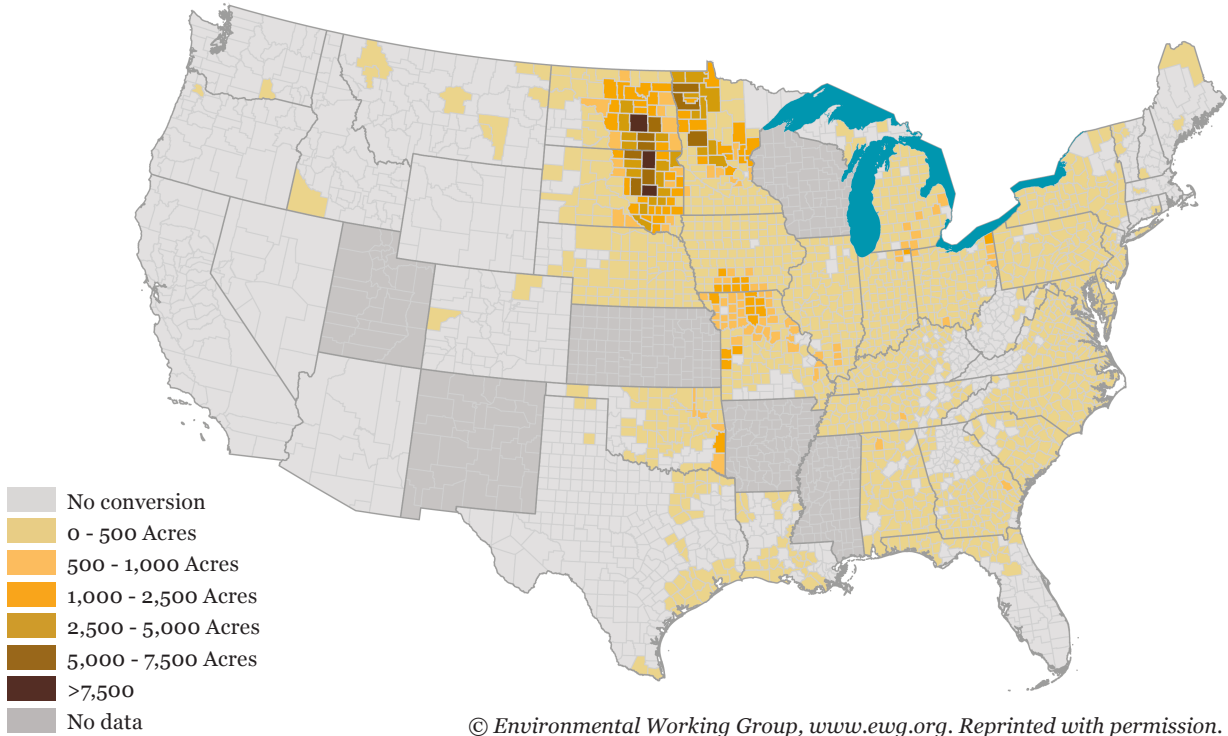 No conversion
0 - 500 Acres
500 - 1,000 Acres
1,000 - 2,500 Acres
2,500 - 5,000 Acres
5,000 - 7,500 Acres
>7,500
No data
© Environmental Working Group, www.ewg.org. Reprinted with permission.